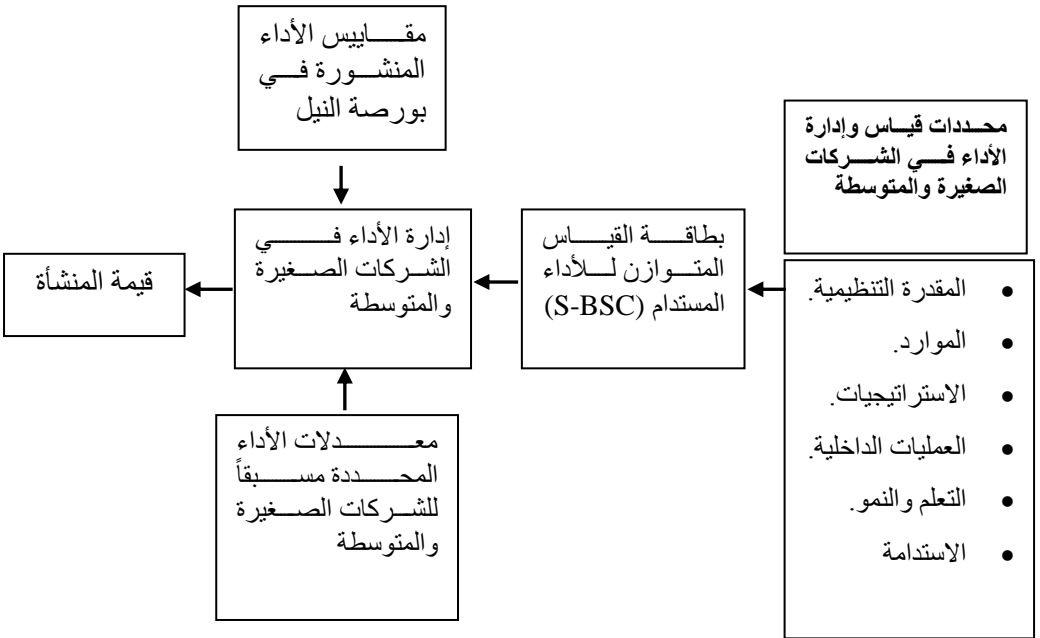 مقاييس الأداء
المنشورة في
بورصة النيل
محددات قياس وإدارة
الأداء في الشركات
الصغيرة والمتوسطة
المقدرة التنظيمية.
الموارد.
الاستراتيجيات.
العمليات الداخلية.
التعلم والنمو.
الاستدامة
بطاقة القياس
المتوازن للأداء
المستدام (S-BSC)
إدارة الأداء في
الشركات الصغيرة
والمتوسطة
قيمة المنشأة
معدلات الأداء
المحددة مسبقاً
للشركات الصغيرة
والمتوسطة